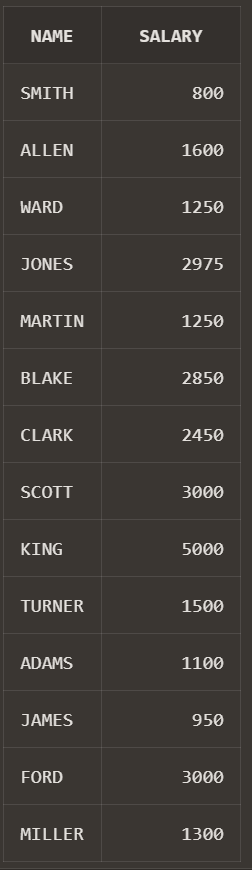 NAME SALARY
SMITH 800
ALLEN 1600
WARD 1250
JONES 2975
MARTIN 1250
BLAKE 2850
CLARK 2450
SCOTT 3000
KING 5000
TURNER 1500
ADAMS 1100
JAMES 950
FORD 3000
MILLER 1300